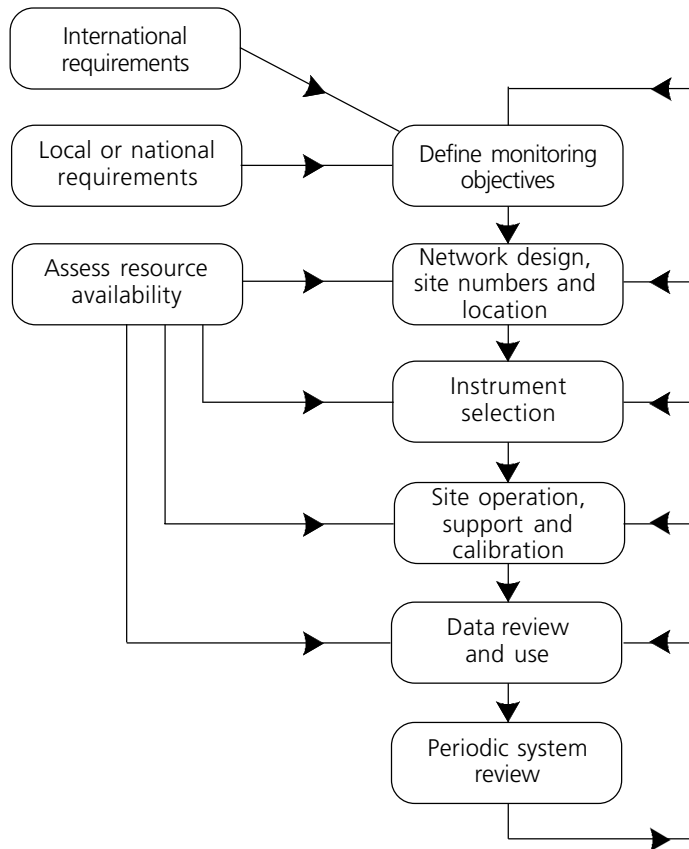 International
requirements
Local or national
requirements
Define monitoring
objectives
Assess resource
availability
Network design,
site numbers and
location
Instrument
selection
Site operation,
support and
calibration
Data review
and use
Periodic system
review